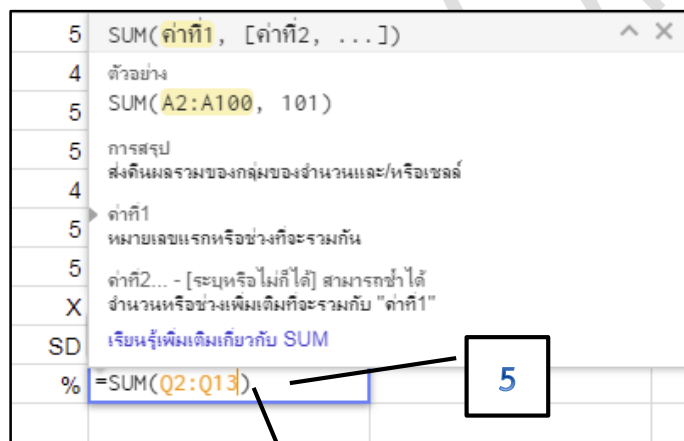 5 SUM(ค่าที่1, [ค่าที่2, ...])
4 ตัวอย่าง
5 SUM(A2:A100, 101)
5 การสรุป
ส่งคืนผลรวมของกลุ่มของจำนวนและ/หรือเซลล์
4
5 ค่าที่1
หมายเลขแรกหรือช่วงที่จะรวมกัน
5 ค่าที่2... - [ระบุหรือไม่ก็ได้] สามารถซ้ำได้
X จำนวนหรือช่วงเพิ่มเติมที่จะรวมกับ "ค่าที่1"
SD เรียนรู้เพิ่มเติมเกี่ยวกับ SUM
% =SUM(Q2:Q13)
5